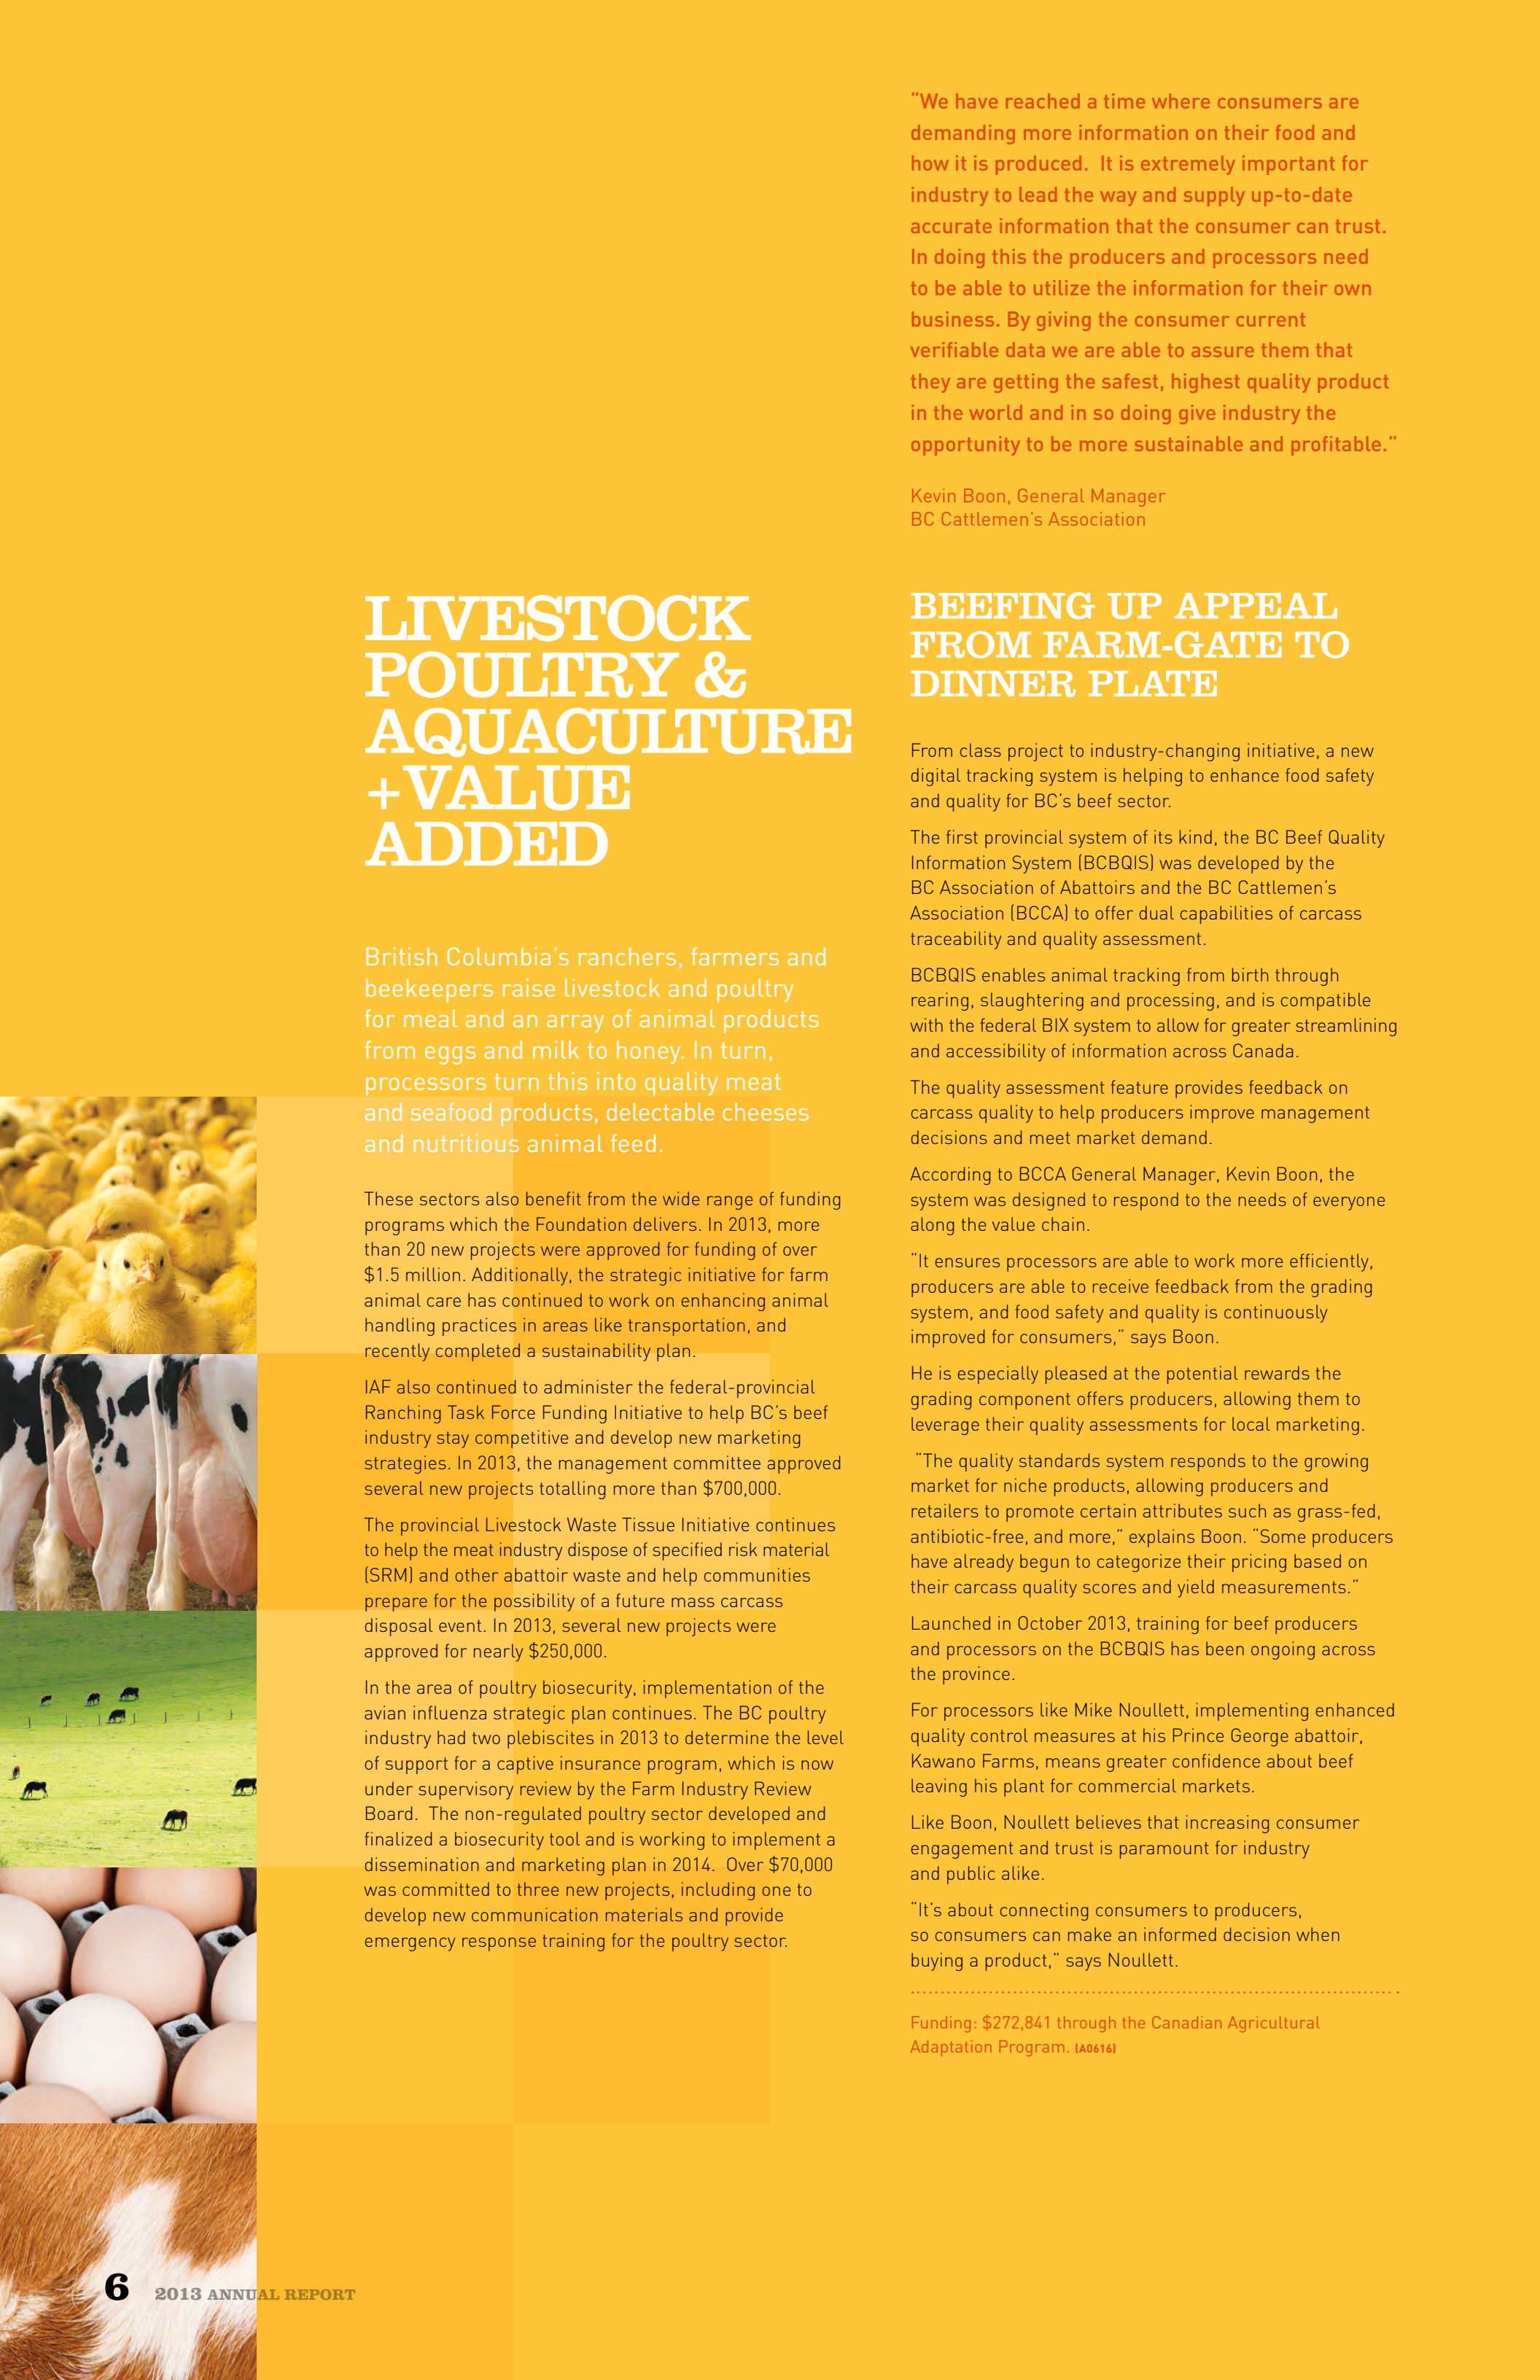 “We have reached a time where consumers are
demanding more information on their food and
how it is produced.  It is extremely important for
industry to lead the way and supply up-to-date
accurate information that the consumer can trust.
In doing this the producers and processors need
to be able to utilize the information for their own
business. By giving the consumer current
verifiable data we are able to assure them that
they are getting the safest, highest quality product
in the world and in so doing give industry the
opportunity to be more sustainable and profitable.”
Kevin Boon, General Manager
BC Cattlemen’s Association
LIVESTOCK
POULTRY &
AQUACULTURE
+VALUE
ADDED
British Columbia’s ranchers, farmers and
beekeepers raise livestock and poultry
for meal and an array of animal products
from eggs and milk to honey. In turn,
processors turn this into quality meat
and seafood products, delectable cheeses
and nutritious animal feed.
These sectors also benefit from the wide range of funding
programs which the Foundation delivers. In 2013, more
than 20 new projects were approved for funding of over
$1.5 million. Additionally, the strategic initiative for farm
animal care has continued to work on enhancing animal
handling practices in areas like transportation, and
recently completed a sustainability plan.
IAF also continued to administer the federal-provincial
Ranching Task Force Funding Initiative to help BC’s beef
industry stay competitive and develop new marketing
strategies. In 2013, the management committee approved
several new projects totalling more than $700,000.
The provincial Livestock Waste Tissue Initiative continues
to help the meat industry dispose of specified risk material
(SRM) and other abattoir waste and help communities
prepare for the possibility of a future mass carcass
disposal event. In 2013, several new projects were
approved for nearly $250,000.
In the area of poultry biosecurity, implementation of the
avian influenza strategic plan continues. The BC poultry
industry had two plebiscites in 2013 to determine the level
of support for a captive insurance program, which is now
under supervisory review by the Farm Industry Review
Board.  The non-regulated poultry sector developed and
finalized a biosecurity tool and is working to implement a
dissemination and marketing plan in 2014.  Over $70,000
was committed to three new projects, including one to
develop new communication materials and provide
emergency response training for the poultry sector.
BEEFING UP APPEAL
FROM FARM-GATE TO
DINNER PLATE
From class project to industry-changing initiative, a new
digital tracking system is helping to enhance food safety
and quality for BC’s beef sector.
The first provincial system of its kind, the BC Beef Quality
Information System (BCBQIS) was developed by the
BC Association of Abattoirs and the BC Cattlemen’s
Association (BCCA) to offer dual capabilities of carcass
traceability and quality assessment.
BCBQIS enables animal tracking from birth through
rearing, slaughtering and processing, and is compatible
with the federal BIX system to allow for greater streamlining
and accessibility of information across Canada.
The quality assessment feature provides feedback on
carcass quality to help producers improve management
decisions and meet market demand.
According to BCCA General Manager, Kevin Boon, the
system was designed to respond to the needs of everyone
along the value chain.
“It ensures processors are able to work more efficiently,
producers are able to receive feedback from the grading
system, and food safety and quality is continuously
improved for consumers,” says Boon.
He is especially pleased at the potential rewards the
grading component offers producers, allowing them to
leverage their quality assessments for local marketing.
“The quality standards system responds to the growing
market for niche products, allowing producers and
retailers to promote certain attributes such as grass-fed,
antibiotic-free, and more,” explains Boon. “Some producers
have already begun to categorize their pricing based on
their carcass quality scores and yield measurements.”
Launched in October 2013, training for beef producers
and processors on the BCBQIS has been ongoing across
the province.
For processors like Mike Noullett, implementing enhanced
quality control measures at his Prince George abattoir,
Kawano Farms, means greater confidence about beef
leaving his plant for commercial markets.
Like Boon, Noullett believes that increasing consumer
engagement and trust is paramount for industry
and public alike.
“It’s about connecting consumers to producers,
so consumers can make an informed decision when
buying a product,” says Noullett.
Funding: $272,841 through the Canadian Agricultural
Adaptation Program. (A0616)
6 2013 ANNUAL REPORT